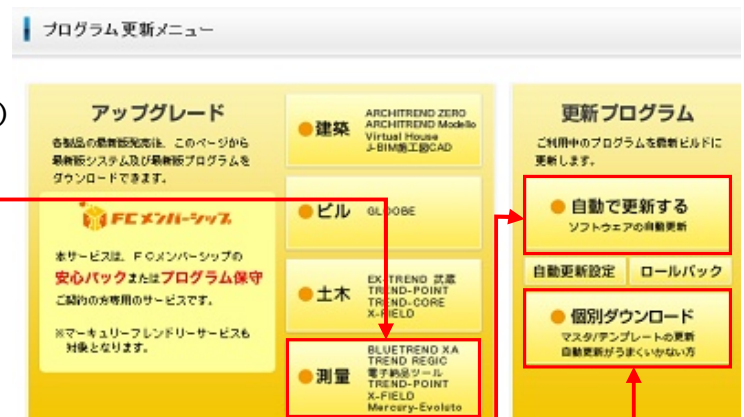 プログラム更新メニュー
)
アップグレード
各製品の最新版発売後、このページから
最新版システム及び最新版プログラムを
ダウンロードできます。
FCメンバーシップ
本サービスは、FCメンバーシップの
安心パックまたはプログラム保守
ご契約の方専用のサービスです。
※マーキュリーフレンドリーサービスも
対象となります。
建築
ARCHITREND ZERO
ARCHITREND Modelio
Virtual House
J-BIM施工図CAD
ビル
GLOOBE
土木
EX-TREND 武蔵
TREND-POINT
TREND-CORE
X-FIELD
測量
BLUETREND XA
TREND REGIC
電子納品ツール
TREND-POINT
X-FIELD
Mercury-Evoluto
更新プログラム
ご利用中のプログラムを最新ビルドに
更新します。
自動で更新する
ソフトウェアの自動更新
自動更新設定
ロールバック
個別ダウンロード
マスタ/テンプレートの更新
自動更新がうまくいかない方